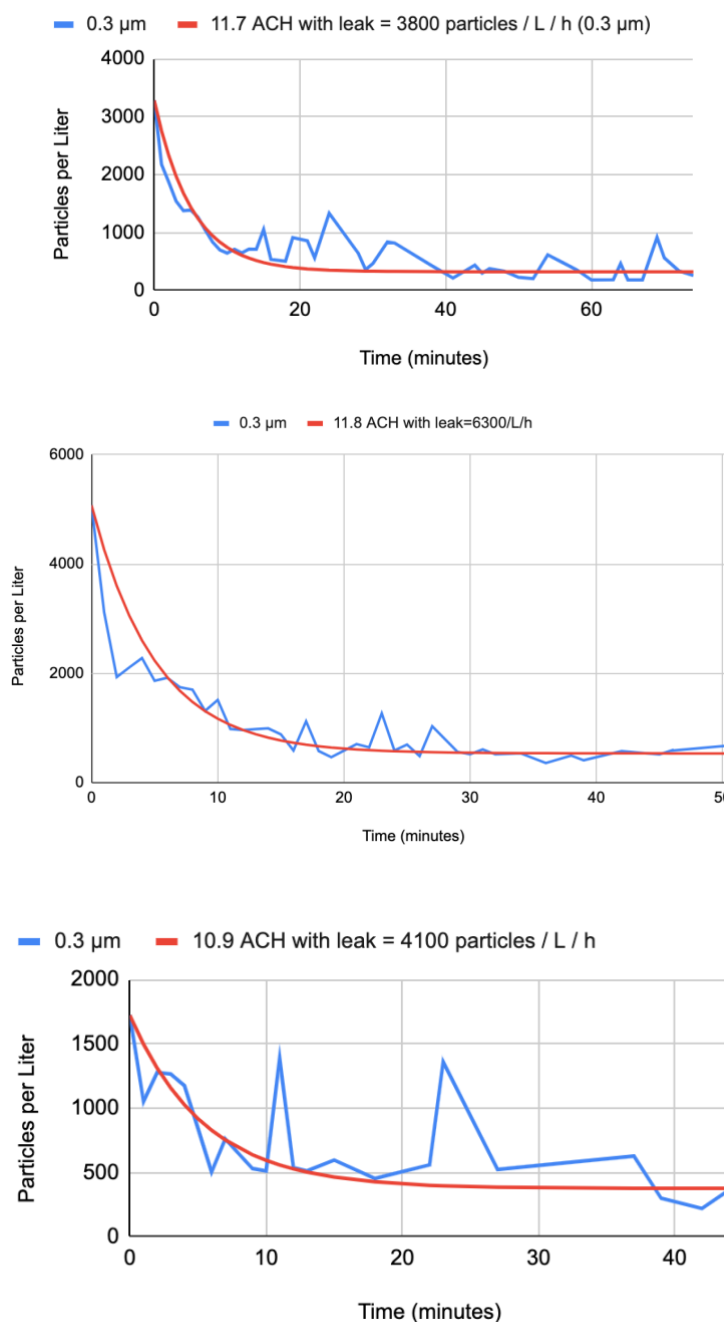 0.3 µm 11.7 ACH with leak = 3800 particles / L / h (0.3 µm)
4000
3000
2000
1000
0
Particles per Liter
0 20 40 60
Time (minutes)
0.3 µm 11.8 ACH with leak=6300/L/h
6000
4000
2000
0
Particles per Liter
0 10 20 30 40 50
Time (minutes)
0.3 µm 10.9 ACH with leak = 4100 particles / L / h
2000
1500
1000
500
0
Particles per Liter
0 10 20 30 40
Time (minutes)